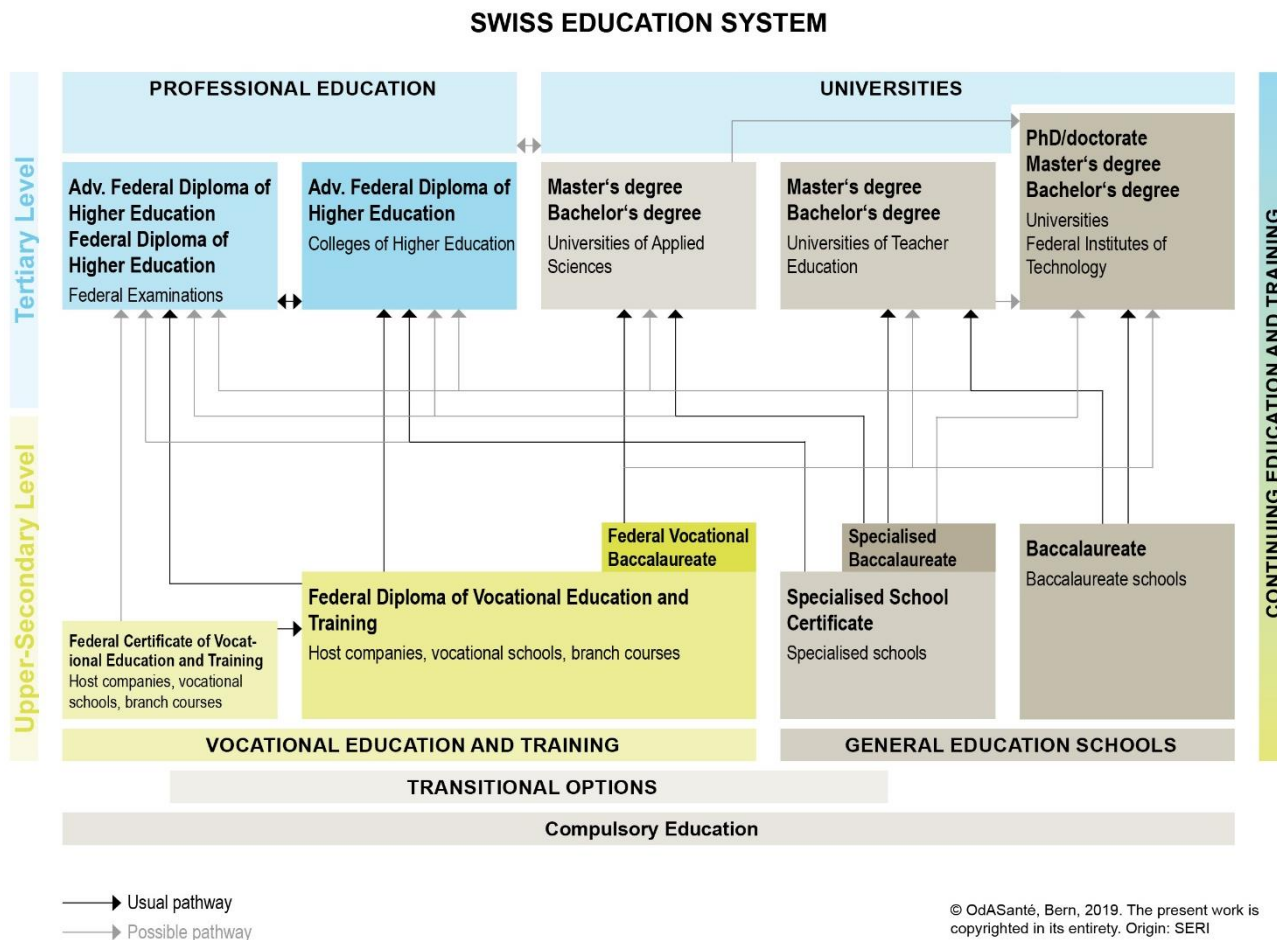 SWISS EDUCATION SYSTEM
PROFESSIONAL EDUCATION
UNIVERSITIES
Tertiary Level
Adv. Federal Diploma of
Higher Education
Federal Diploma of
Higher Education
Federal Examinations
Adv. Federal Diploma of
Higher Education
Colleges of Higher Education
Master‘s degree
Bachelor‘s degree
Universities of Applied
Sciences
Master‘s degree
Bachelor‘s degree
Universities of Teacher
Education
PhD/doctorate
Master‘s degree
Bachelor‘s degree
Universities
Federal Institutes of
Technology
CONTINUING EDUCATION AND TRAINING
Upper-Secondary Level
Federal Certificate of Vocat-
ional Education and Training
Host companies, vocational
schools, branch courses
Federal Vocational
Baccalaureate
Federal Diploma of Vocational Education and
Training
Host companies, vocational schools, branch courses
Specialised
Baccalaureate
Specialised School
Certificate
Specialised schools
Baccalaureate
Baccalaureate schools
VOCATIONAL EDUCATION AND TRAINING
GENERAL EDUCATION SCHOOLS
TRANSITIONAL OPTIONS
Compulsory Education
Usual pathway
Possible pathway
© OdASanté, Bern, 2019. The present work is
copyrighted in its entirety. Origin: SERI